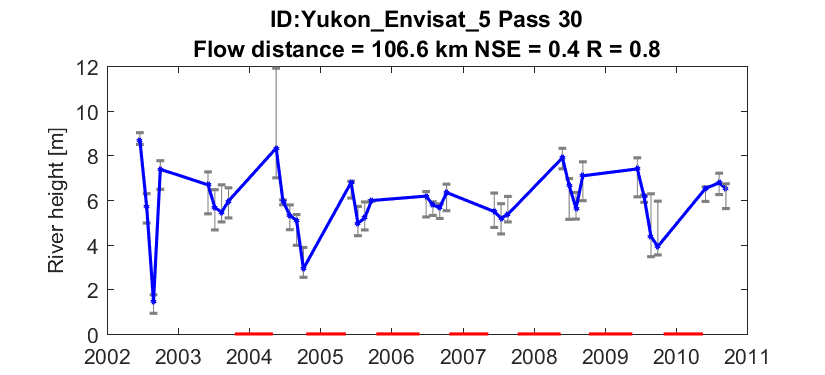 ID:Yukon_Envisat_5 Pass 30
Flow distance = 106.6 km NSE = 0.4 R = 0.8
River height [m]
12
10
8
6
4
2
0
2002 2003 2004 2005 2006 2007 2008 2009 2010 2011